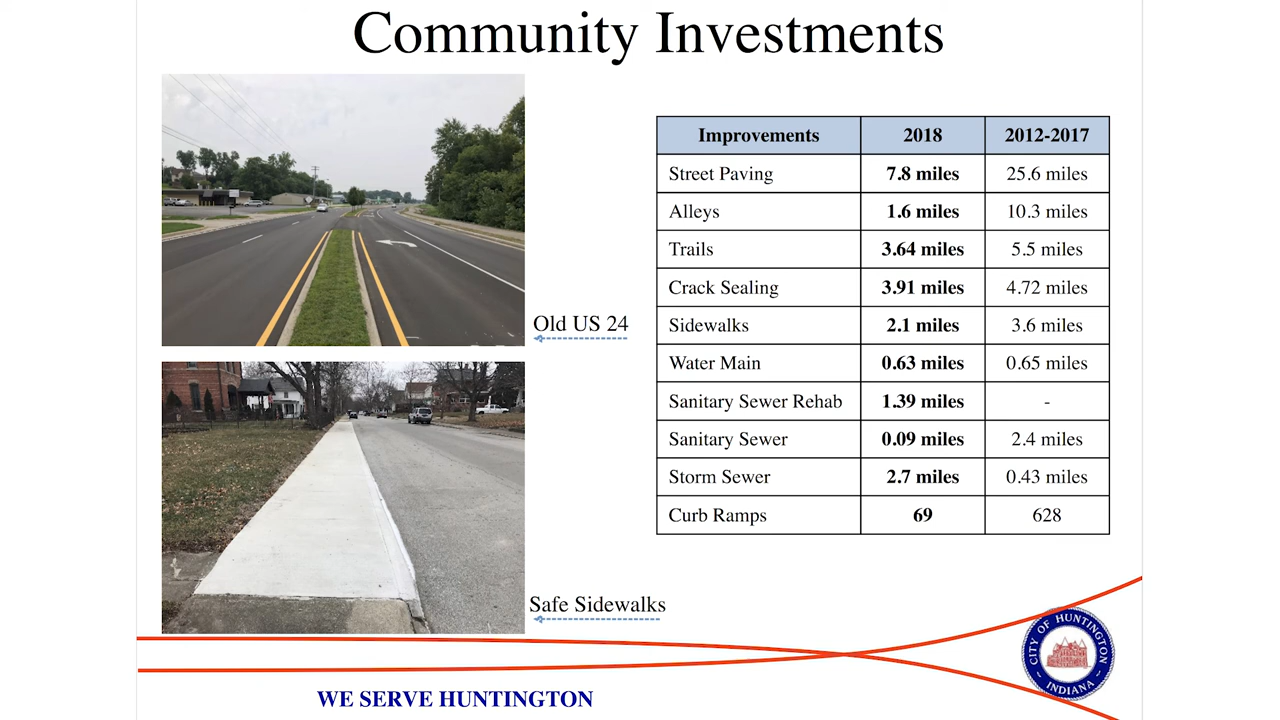 Community Investments
Old US 24
Safe Sidewalks
Improvements 2018 2012-2017
Street Paving 7.8 miles 25.6 miles
Alleys 1.6 miles 10.3 miles
Trails 3.64 miles 5.5 miles
Crack Sealing 3.91 miles 4.72 miles
Sidewalks 2.1 miles 3.6 miles
Water Main 0.63 miles 0.65 miles
Sanitary Sewer Rehab 1.39 miles -
Sanitary Sewer 0.09 miles 2.4 miles
Storm Sewer 2.7 miles 0.43 miles
Curb Ramps 69 628
CITY OF HUNTINGTON
INDIANA
WE SERVE HUNTINGTON